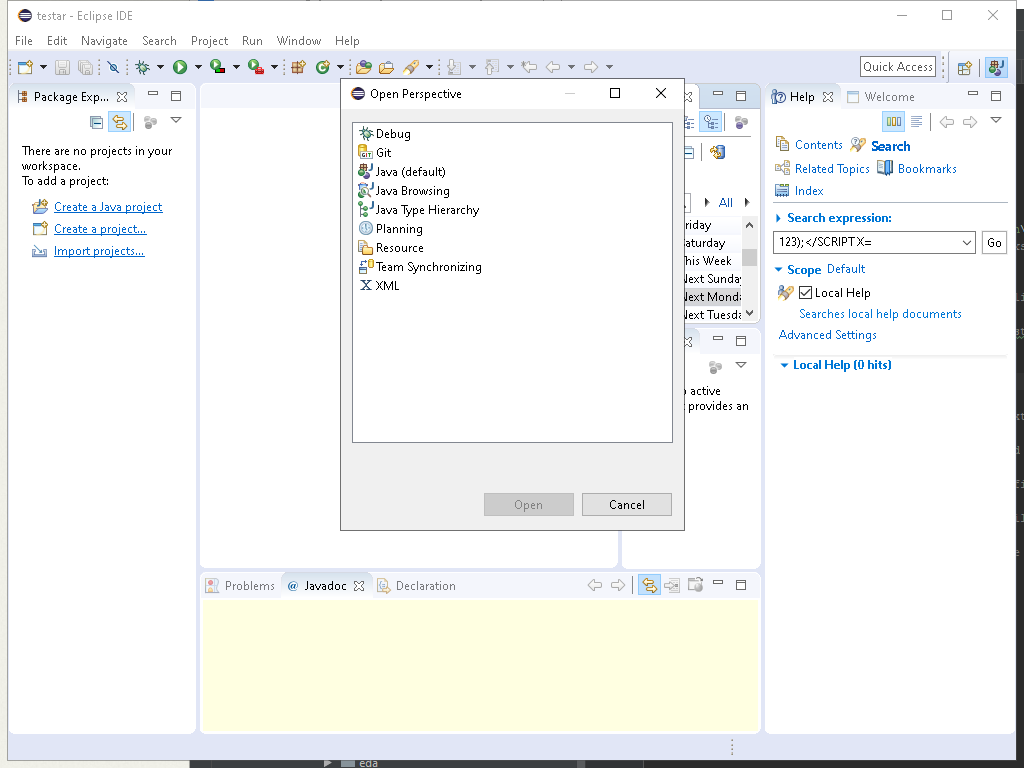 testar - Eclipse IDE
File Edit Navigate Search Project Run Window Help
Quick Access
Package Exp...
There are no projects in your
workspace.
To add a project:
Create a Java project
Create a project...
Import projects...
Open Perspective
Debug
Git
Java (default)
Java Browsing
Java Type Hierarchy
Planning
Resource
Team Synchronizing
XML
Open Cancel
All
riday
aturday
his Week
Next Sunda
Next Monda
Next Tuesda
active
provides an
Help Welcome
Contents Search
Related Topics Bookmarks
Index
Search expression:
123);</SCRIPT X=
Go
Scope Default
Local Help
Searches local help documents
Advanced Settings
Local Help (0 hits)
Problems @ Javadoc Declaration
eda